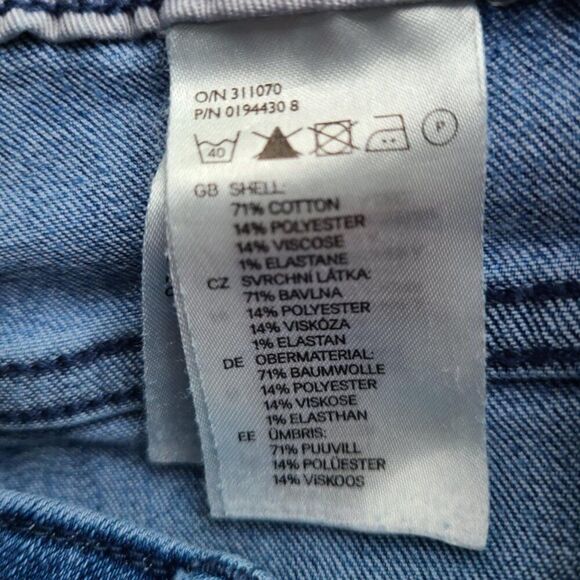 O/N 311070
P/N 0194430 8
40 P
GB SHELL:
71% COTTON
14% POLYESTER
14% VISCOSE
1% ELASTANE
CZ SVRCHNI LÁTKA:
71% BAVLNA
14% POLYESTER
14% VISKÓZA
1% ELASTAN
DE OBERMATERIAL:
71% BAUMWOLLE
14% POLYESTER
14% VISKOSE
1% ELASTHAN
EE ÜMBRIS:
71% PUUVILL
14% POLÜESTER
14% VISKOOS